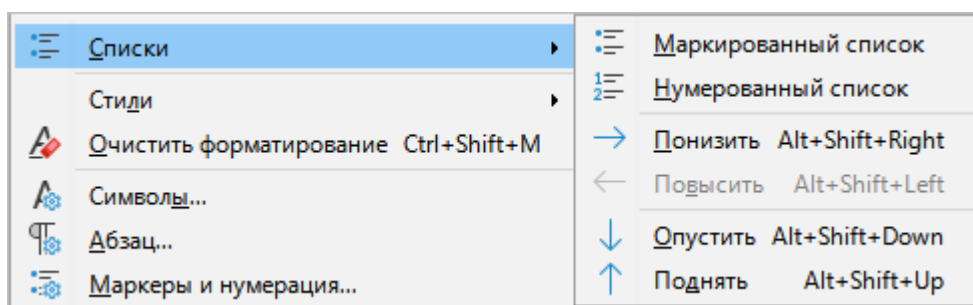 Списки
Стили
Очистить форматирование Ctrl+Shift+M
Символы...
Абзац...
Маркеры и нумерация...
Маркированный список
Нумерованный список
Понизить Alt+Shift+Right
Повысить Alt+Shift+Left
Опустить Alt+Shift+Down
Поднять Alt+Shift+Up